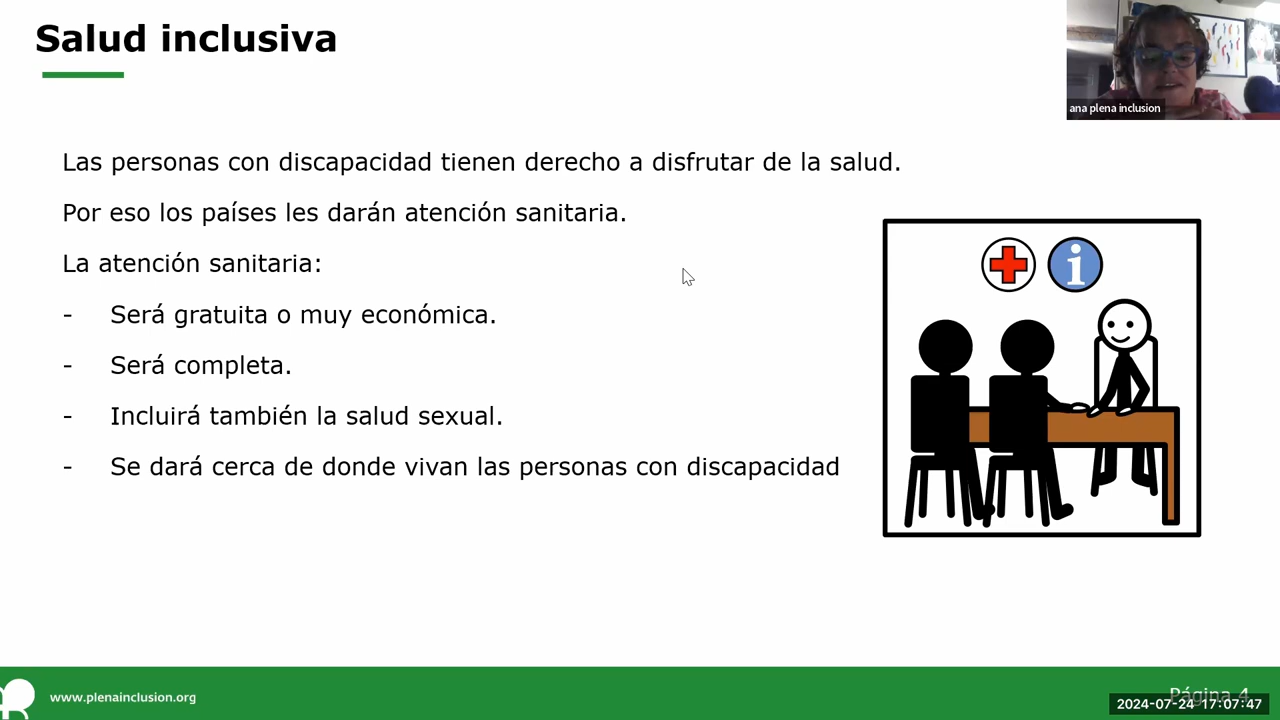 Salud inclusiva
ana plena inclusion
Las personas con discapacidad tienen derecho a disfrutar de la salud.
Por eso los países les darán atención sanitaria.
La atención sanitaria:
- Será gratuita o muy económica.
- Será completa.
- Incluirá también la salud sexual.
- Se dará cerca de donde vivan las personas con discapacidad
i
www.plenainclusion.org
Página 4
2024-07-24 17:07:47